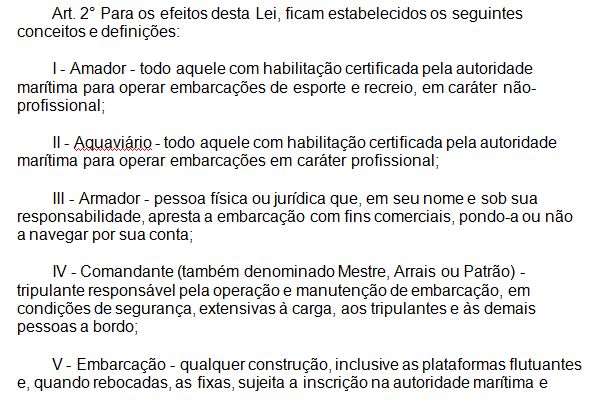 Art. 2° Para os efeitos desta Lei, ficam estabelecidos os seguintes
conceitos e definições:
I - Amador - todo aquele com habilitação certificada pela autoridade
marítima para operar embarcações de esporte e recreio, em caráter não-
profissional;
II - Aquaviário - todo aquele com habilitação certificada pela autoridade
marítima para operar embarcações em caráter profissional;
III - Armador - pessoa física ou jurídica que, em seu nome e sob sua
responsabilidade, apresta a embarcação com fins comerciais, pondo-a ou não
a navegar por sua conta;
IV - Comandante (também denominado Mestre, Arrais ou Patrão) -
tripulante responsável pela operação e manutenção de embarcação, em
condições de segurança, extensivas à carga, aos tripulantes e às demais
pessoas a bordo;
V - Embarcação - qualquer construção, inclusive as plataformas flutuantes
e, quando rebocadas, as fixas, sujeita a inscrição na autoridade marítima e